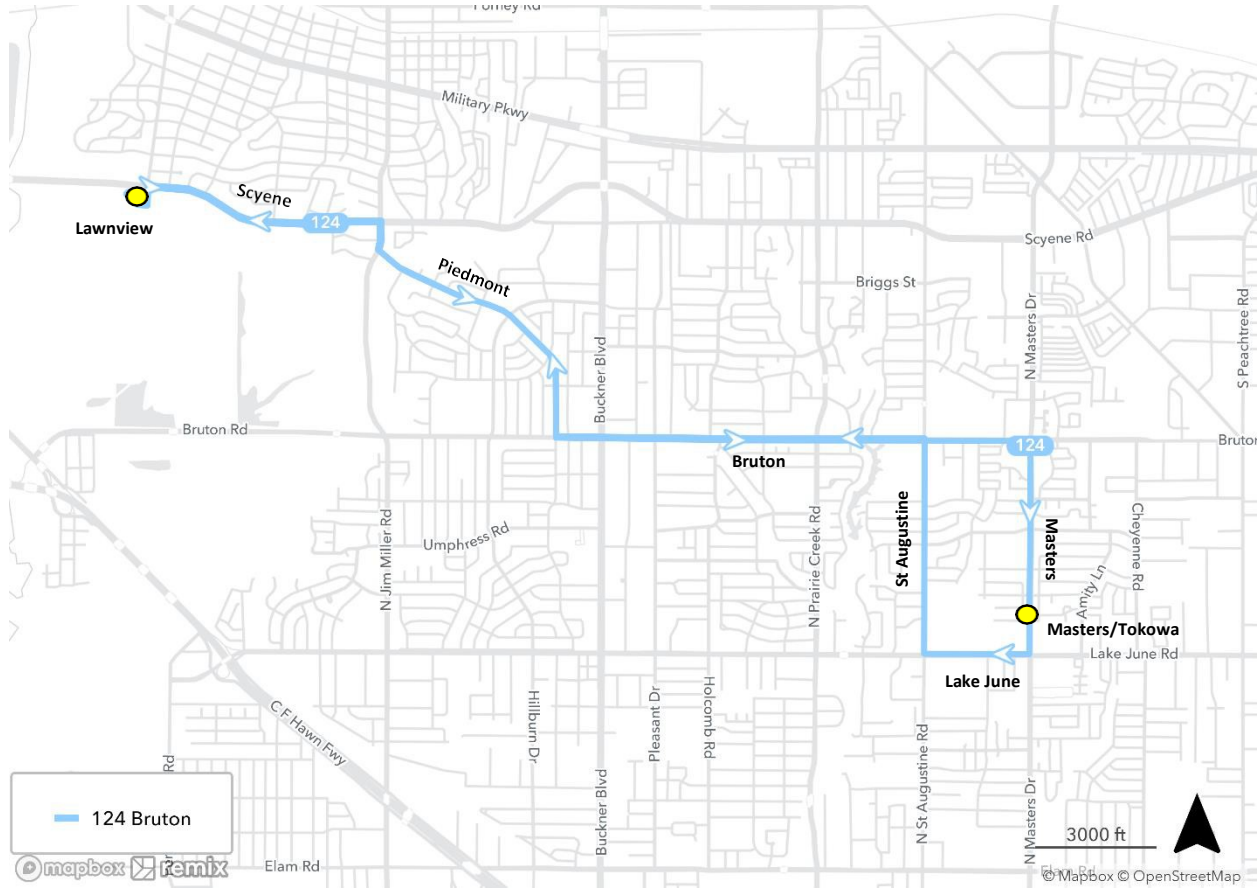 Military Pkwy
Scyene
124
Lawnview
Scyene Rd
Piedmont
Briggs St
N Masters Dr
S Peachtree Rd
Buckner Blvd
Bruton Rd
124
Bruton
Bruton
St Augustine
Masters
Cheyenne Rd
N Jim Miller Rd
Umphress Rd
N Prairie Creek Rd
Amity Ln
Masters/Tokowa
Lake June Rd
Lake June
Hillburn Dr
Pleasant Dr
Holcomb Rd
C F Hawn Fwy
N St Augustine Rd
N Masters Dr
Buckner Blvd
Rd
124 Bruton
3000 ft
Elam Rd
mapbox remix
© Mapbox © OpenStreetMap